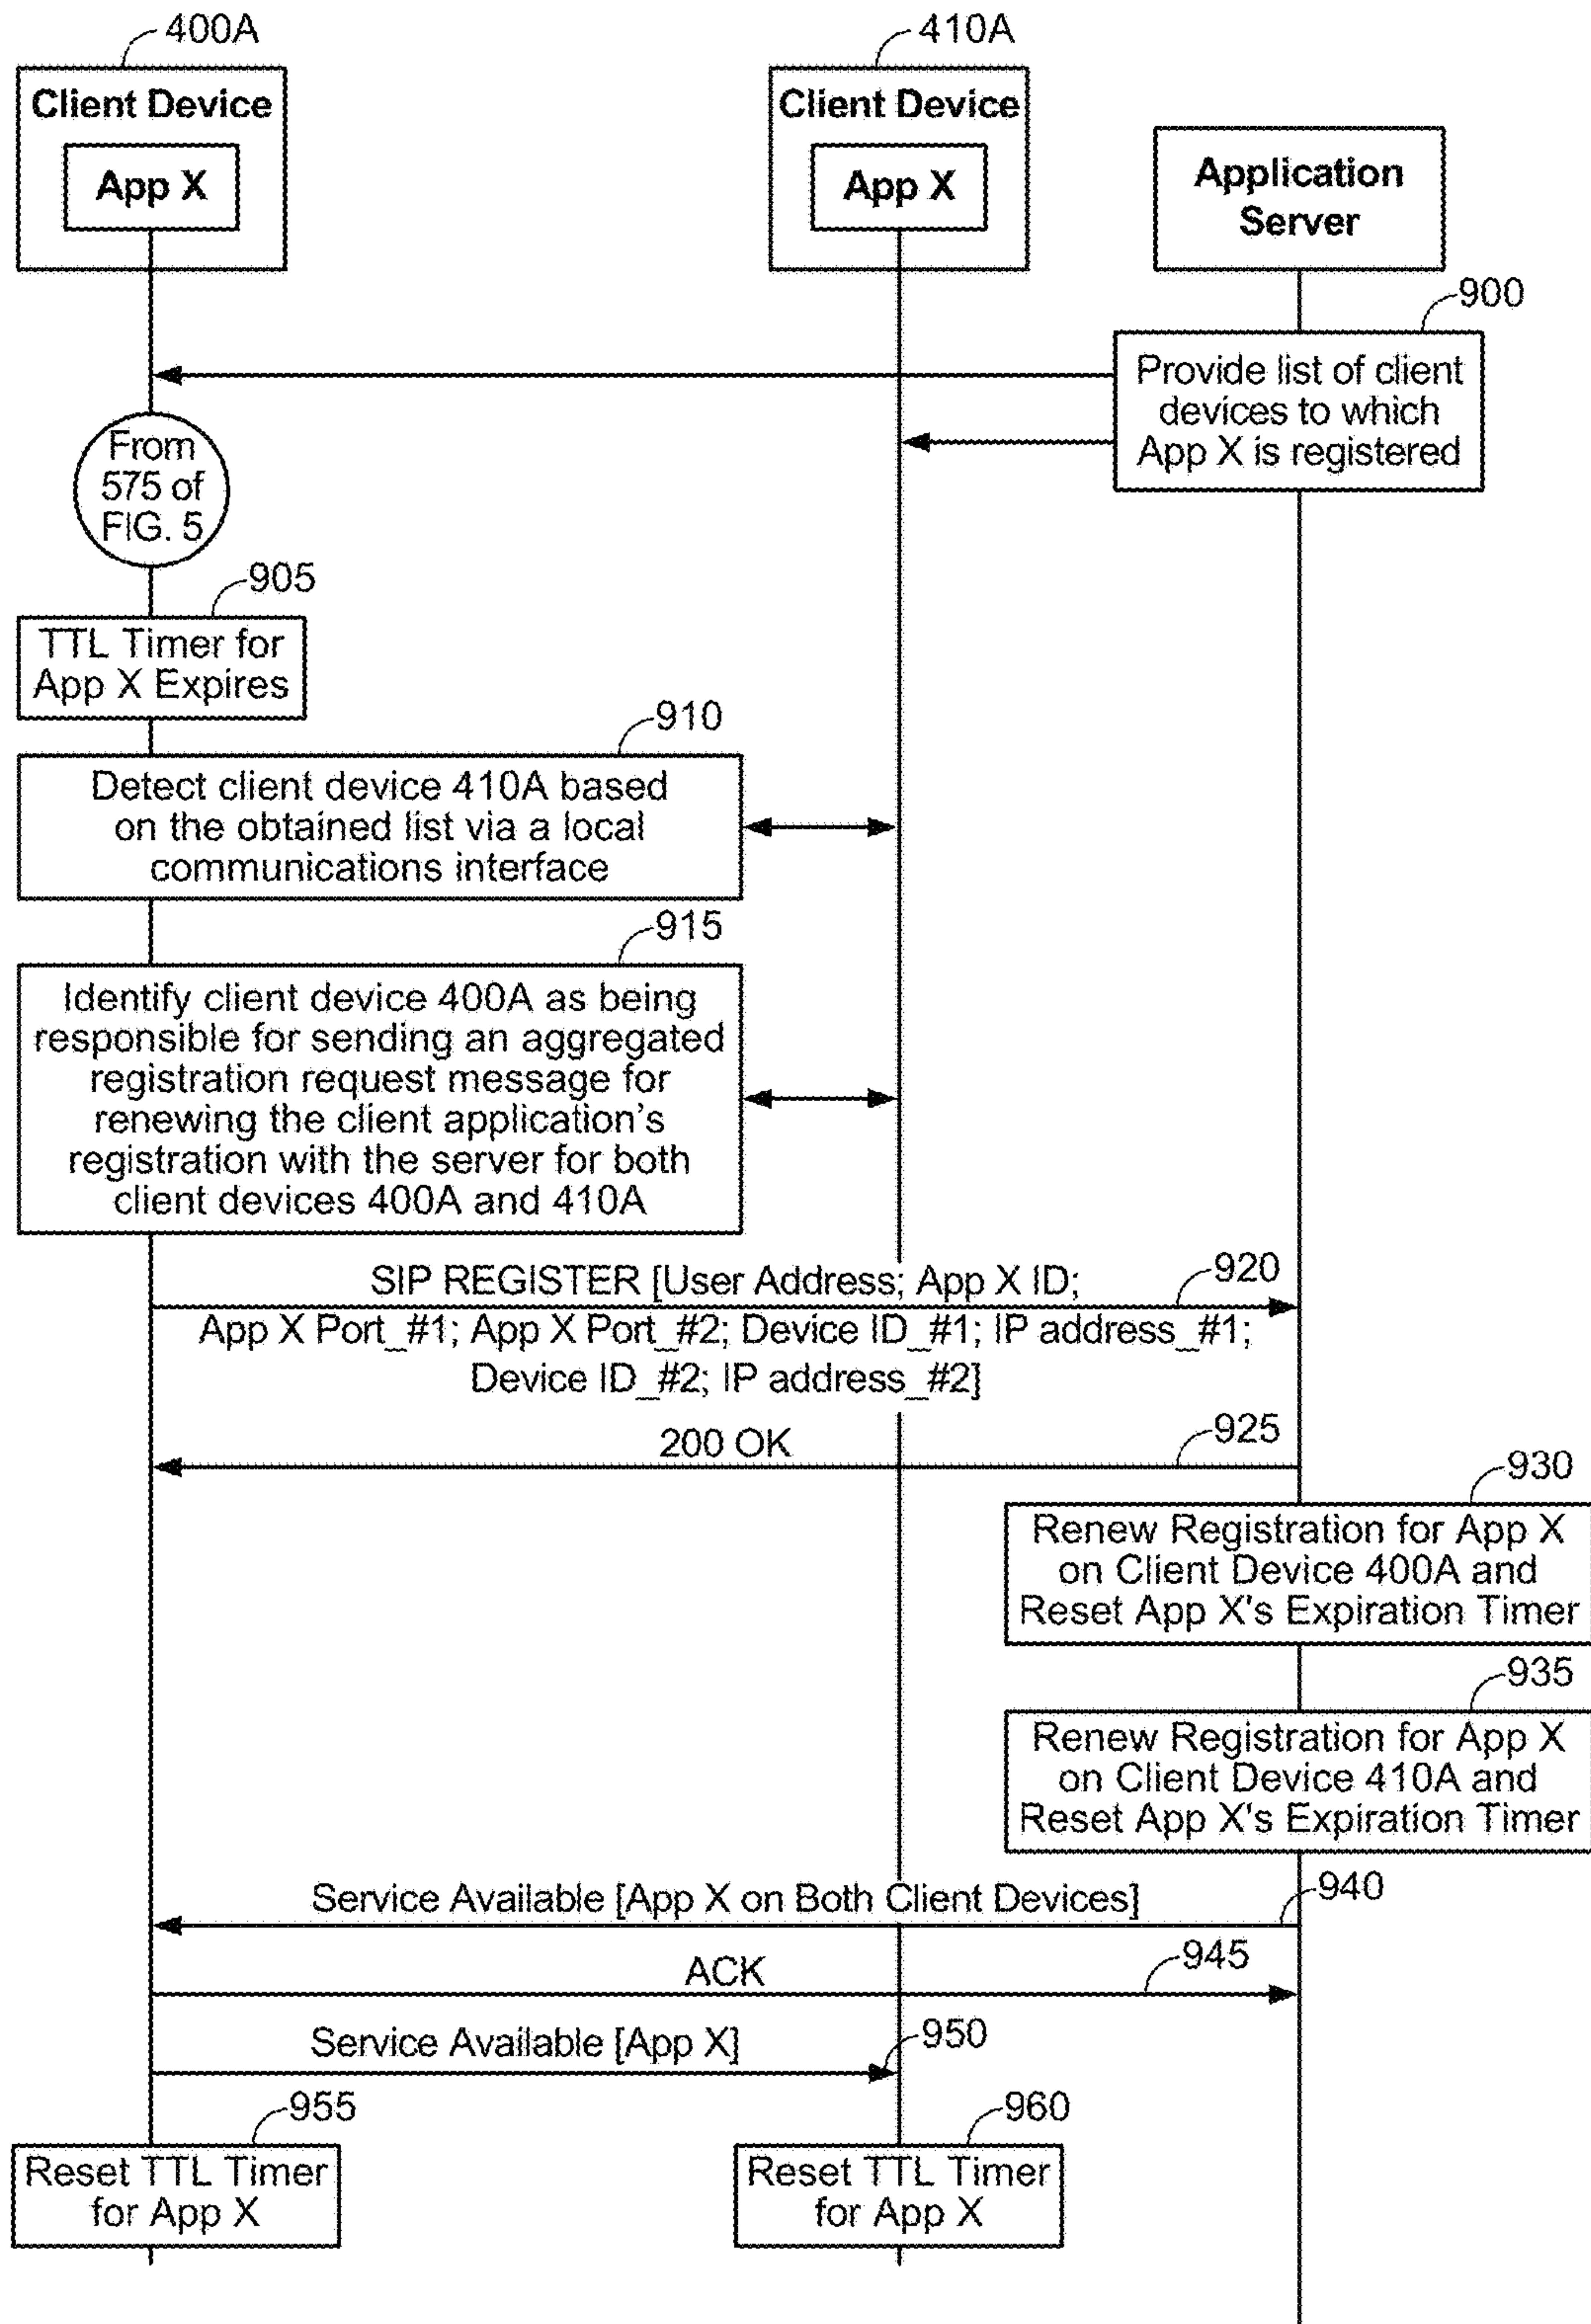 400A
410A
Client Device
App X
Client Device
App X
Application
Server
900
Provide list of client
devices to which
App X is registered
From
575 of
FIG. 5
905
TTL Timer for
App X Expires
910
Detect client device 410A based
on the obtained list via a local
communications interface
915
Identify client device 400A as being
responsible for sending an aggregated
registration request message for
renewing the client application's
registration with the server for both
client devices 400A and 410A
SIP REGISTER [User Address; App X ID;
920
App X Port_#1; App X Port_#2; Device ID_#1; IP address_#1;
Device ID_#2; IP address_#2]
200 OK
925
930
Renew Registration for App X
on Client Device 400A and
Reset App X's Expiration Timer
935
Renew Registration for App X
on Client Device 410A and
Reset App X's Expiration Timer
Service Available [App X on Both Client Devices]
940
ACK
945
Service Available [App X]
950
955
Reset TTL Timer
for App X
960
Reset TTL Timer
for App X